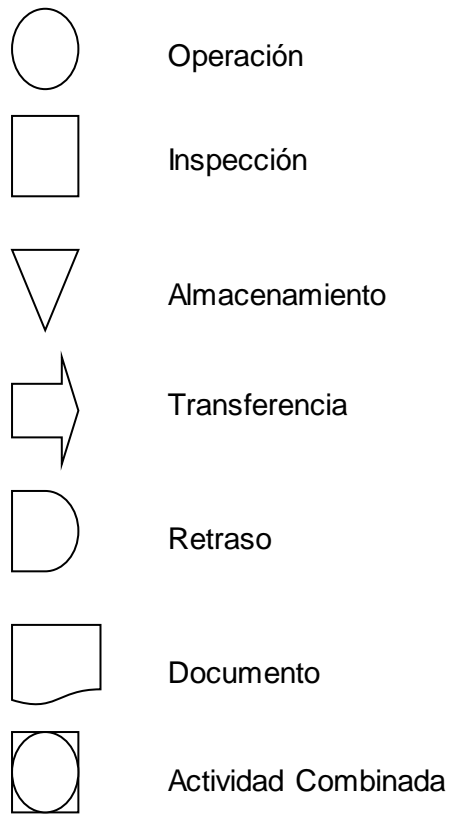 Operación
Inspección
Almacenamiento
Transferencia
Retraso
Documento
Actividad Combinada